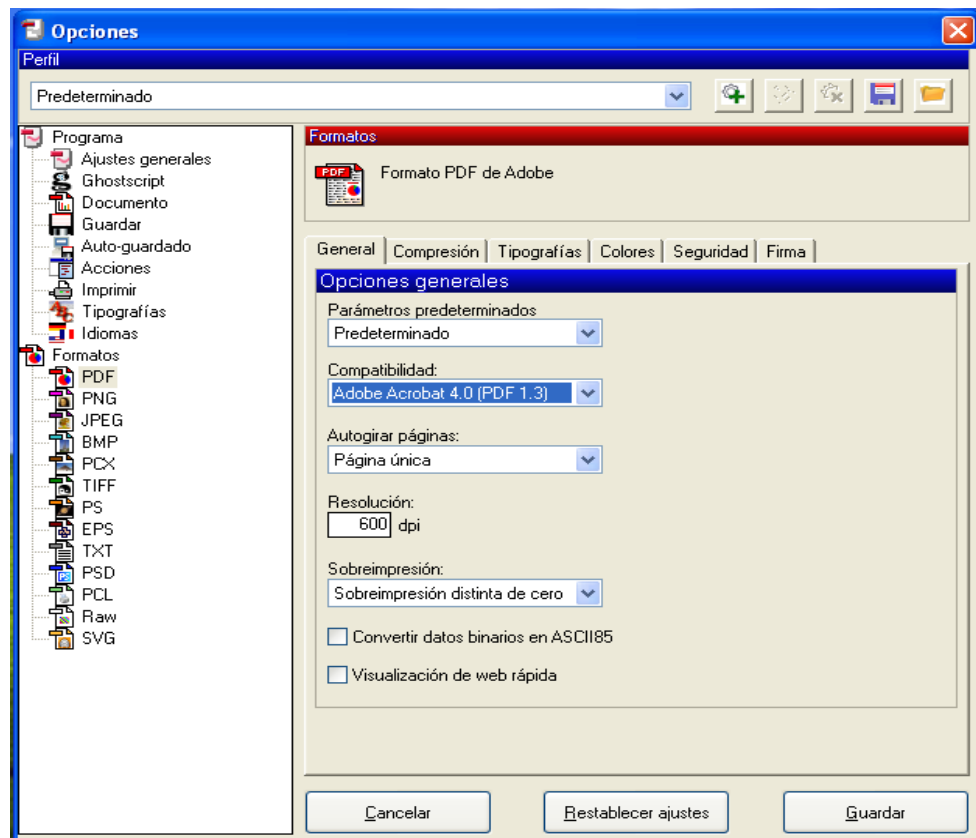 Opciones
Perfil
Predeterminado
Programa
Ajustes generales
Ghostscript
Documento
Guardar
Auto-guardado
Acciones
Imprimir
Tipografías
Idiomas
Formatos
PDF
PNG
JPEG
BMP
PCX
TIFF
PS
EPS
TXT
PSD
PCL
Raw
SVG
Formatos
PDF
Formato PDF de Adobe
General Compresión Tipografías Colores Seguridad Firma
Opciones generales
Parámetros predeterminados
Predeterminado
Compatibilidad:
Adobe Acrobat 4.0 (PDF 1.3)
Autogirar páginas:
Página única
Resolución:
600 dpi
Sobreimpresión:
Sobreimpresión distinta de cero
Convertir datos binarios en ASCII85
Visualización de web rápida
Cancelar Restablecer ajustes Guardar